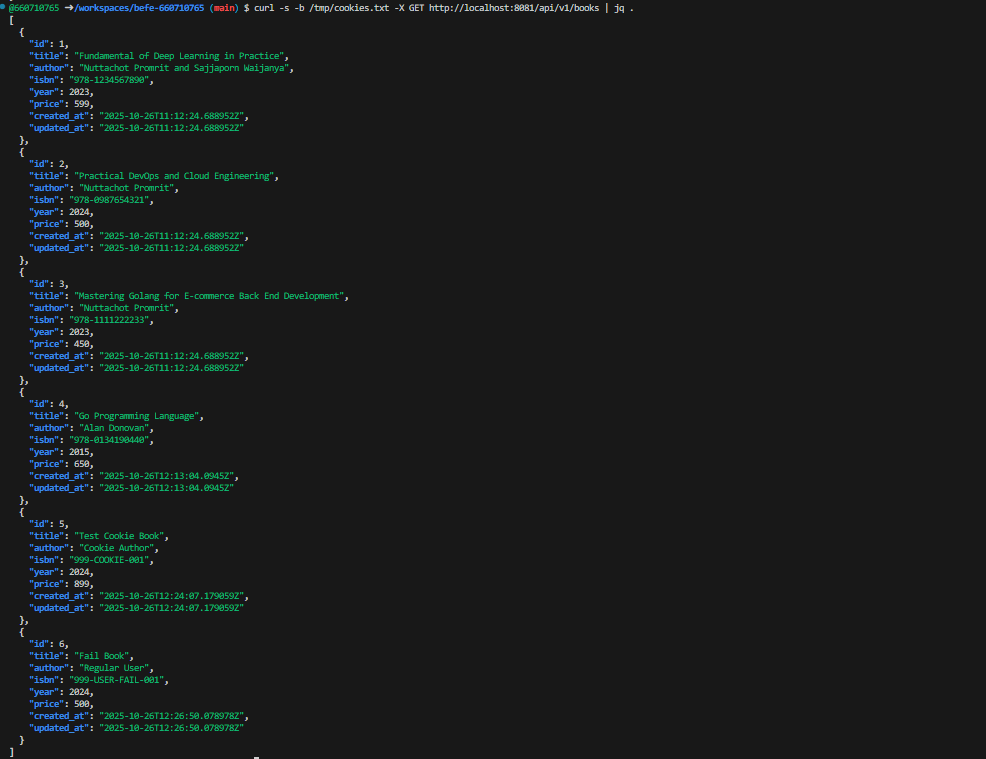 @660710765 ➜/workspaces/befe-660710765 (main) $ curl -s -b /tmp/cookies.txt -X GET http://localhost:8081/api/v1/books | jq .
[
  {
    "id": 1,
    "title": "Fundamental of Deep Learning in Practice",
    "author": "Nuttachot Promrit and Sajjaporn Waijanya",
    "isbn": "978-1234567890",
    "year": 2023,
    "price": 599,
    "created_at": "2025-10-26T11:12:24.688952Z",
    "updated_at": "2025-10-26T11:12:24.688952Z"
  },
  {
    "id": 2,
    "title": "Practical DevOps and Cloud Engineering",
    "author": "Nuttachot Promrit",
    "isbn": "978-0987654321",
    "year": 2024,
    "price": 500,
    "created_at": "2025-10-26T11:12:24.688952Z",
    "updated_at": "2025-10-26T11:12:24.688952Z"
  },
  {
    "id": 3,
    "title": "Mastering Golang for E-commerce Back End Development",
    "author": "Nuttachot Promrit",
    "isbn": "978-1111222233",
    "year": 2023,
    "price": 450,
    "created_at": "2025-10-26T11:12:24.688952Z",
    "updated_at": "2025-10-26T11:12:24.688952Z"
  },
  {
    "id": 4,
    "title": "Go Programming Language",
    "author": "Alan Donovan",
    "isbn": "978-0134190440",
    "year": 2015,
    "price": 650,
    "created_at": "2025-10-26T12:13:04.0945Z",
    "updated_at": "2025-10-26T12:13:04.0945Z"
  },
  {
    "id": 5,
    "title": "Test Cookie Book",
    "author": "Cookie Author",
    "isbn": "999-COOKIE-001",
    "year": 2024,
    "price": 899,
    "created_at": "2025-10-26T12:24:07.179059Z",
    "updated_at": "2025-10-26T12:24:07.179059Z"
  },
  {
    "id": 6,
    "title": "Fail Book",
    "author": "Regular User",
    "isbn": "999-USER-FAIL-001",
    "year": 2024,
    "price": 500,
    "created_at": "2025-10-26T12:26:50.078978Z",
    "updated_at": "2025-10-26T12:26:50.078978Z"
  }
]